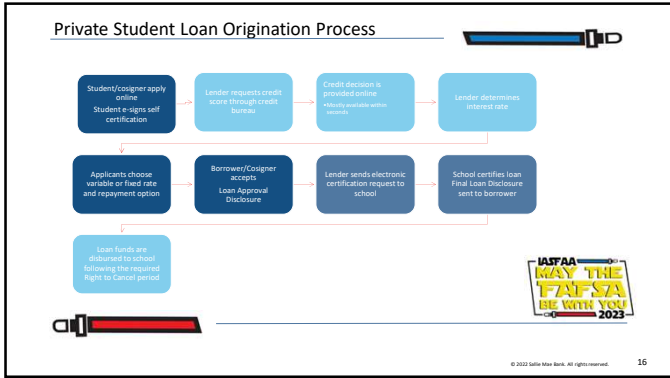 Private Student Loan Origination Process
Student/cosigner apply
online
Student e-signs self
certification
Lender requests credit
score through credit
bureau
Credit decision is
provided online
•Mostly available within
seconds
Lender determines
interest rate
Applicants choose
variable or fixed rate
and repayment option
Borrower/Cosigner
accepts
Loan Approval
Disclosure
Lender sends electronic
certification request to
school
School certifies loan
Final Loan Disclosure
sent to borrower
Loan funds are
disbursed to school
following the required
Right to Cancel period
IASFAA
MAY THE
FAFSA
BE WITH YOU
2023
© 2022 Sallie Mae Bank. All rights reserved.
16